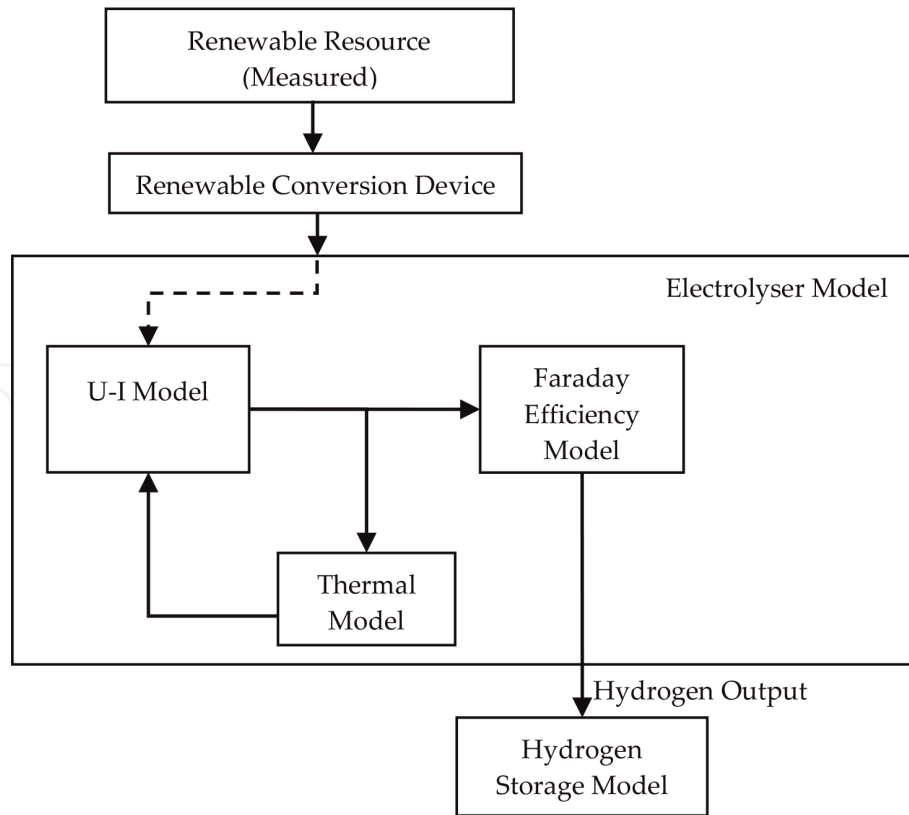 Renewable Resource
(Measured)
Renewable Conversion Device
Electrolyser Model
U-I Model
Faraday
Efficiency
Model
Thermal
Model
Hydrogen Output
Hydrogen
Storage Model